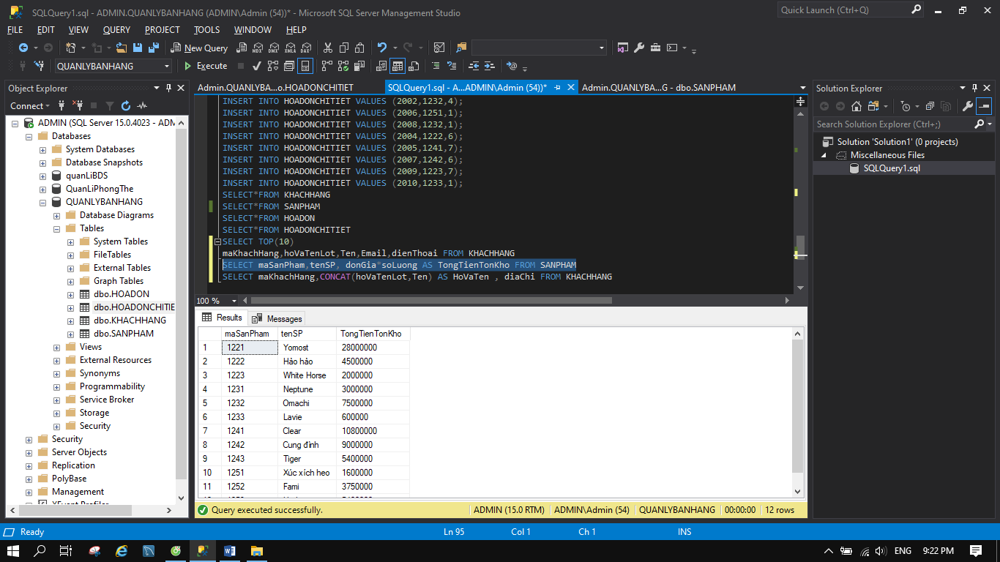 SQLQuery1.sql - ADMIN.QUANLYBANHANG (ADMIN\Admin (54))* - Microsoft SQL Server Management Studio
Quick Launch (Ctrl+Q)
FILE EDIT VIEW QUERY PROJECT TOOLS WINDOW HELP
New Query MDX DMX XMLA DAX
QUANLYBANHANG Execute
Object Explorer
Connect
ADMIN (SQL Server 15.0.4023 - ADM
Databases
System Databases
Database Snapshots
quanLiBDS
QuanLiPhongThe
QUANLYBANHANG
Database Diagrams
Tables
System Tables
FileTables
External Tables
Graph Tables
dbo.HOADON
dbo.HOADONCHITIE
dbo.KHACHHANG
dbo.SANPHAM
Views
External Resources
Synonyms
Programmability
Service Broker
Storage
Security
Security
Server Objects
Replication
PolyBase
Management
XEvent Profiler
Admin.QUANLYBA...o.HOADONCHITIET SQLQuery1.sql - A...ADMIN\Admin (54))* Admin.QUANLYBA...G - dbo.SANPHAM
INSERT INTO HOADONCHITIET VALUES (2002,1232,4);
INSERT INTO HOADONCHITIET VALUES (2006,1251,1);
INSERT INTO HOADONCHITIET VALUES (2008,1232,1);
INSERT INTO HOADONCHITIET VALUES (2004,1222,6);
INSERT INTO HOADONCHITIET VALUES (2005,1241,7);
INSERT INTO HOADONCHITIET VALUES (2007,1242,6);
INSERT INTO HOADONCHITIET VALUES (2009,1223,7);
INSERT INTO HOADONCHITIET VALUES (2010,1233,1);
SELECT*FROM KHACHHANG
SELECT*FROM SANPHAM
SELECT*FROM HOADON
SELECT*FROM HOADONCHITIET
SELECT TOP(10)
maKhachHang,hoVaTenLot,Ten,Email,dienThoai FROM KHACHHANG
SELECT maSanPham,tenSP, donGia*soLuong AS TongTienTonKho FROM SANPHAM
SELECT maKhachHang,CONCAT(hoVaTenLot,Ten) AS HoVaTen , diaChi FROM KHACHHANG
100 %
Results Messages
maSanPham tenSP TongTienTonKho
1 1221 Yomost 28000000
2 1222 Hảo hảo 4500000
3 1223 White Horse 2000000
4 1231 Neptune 3000000
5 1232 Omachi 7500000
6 1233 Lavie 600000
7 1241 Clear 10800000
8 1242 Cung đình 9000000
9 1243 Tiger 5400000
10 1251 Xúc xích heo 1600000
11 1252 Fami 3750000
Query executed successfully. ADMIN (15.0 RTM) ADMIN\Admin (54) QUANLYBANHANG 00:00:00 12 rows
Solution Explorer
Search Solution Explorer (Ctrl+;)
Solution 'Solution1' (0 projects)
Miscellaneous Files
SQLQuery1.sql
Ready Ln 95 Col 1 Ch 1 INS
ENG 9:22 PM